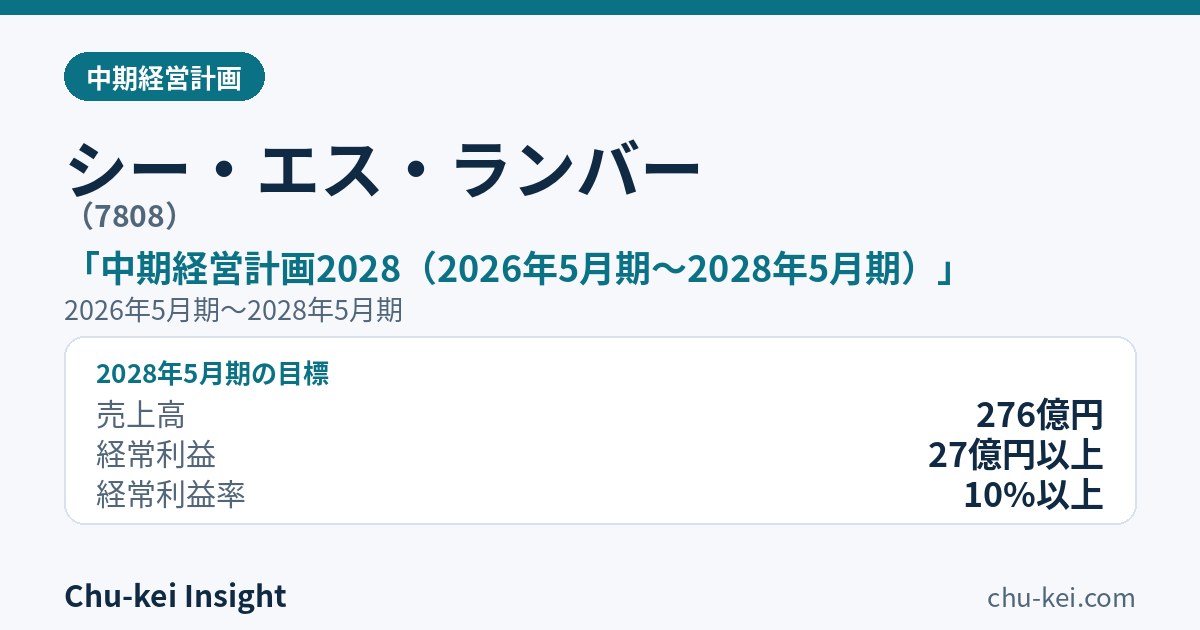 中期経営計画
シー・エス・ランバー
（7808）
「中期経営計画2028（2026年5月期～2028年5月期）」
2026年5月期～2028年5月期
2028年5月期の目標
売上高 276億円
経常利益 27億円以上
経常利益率 10%以上
Chu-kei Insight chu-kei.com